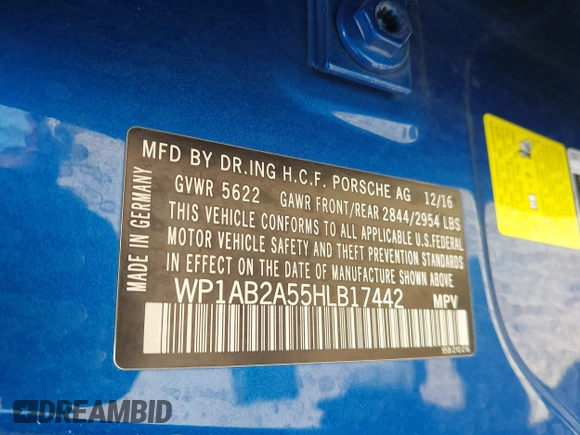 MFD BY DR.ING H.C.F. PORSCHE AG 12/16
GVWR 5622 GAWR FRONT/REAR 2844/2954 LBS
THIS VEHICLE CONFORMS TO ALL APPLICABLE U.S.FEDERAL
MOTOR VEHICLE SAFETY AND THEFT PREVENTION STANDARDS
IN EFFECT ON THE DATE OF MANUFACTURE SHOWN ABOVE
WP1AB2A55HLB17442 MPV
MADE IN GERMANY
DREAMBID